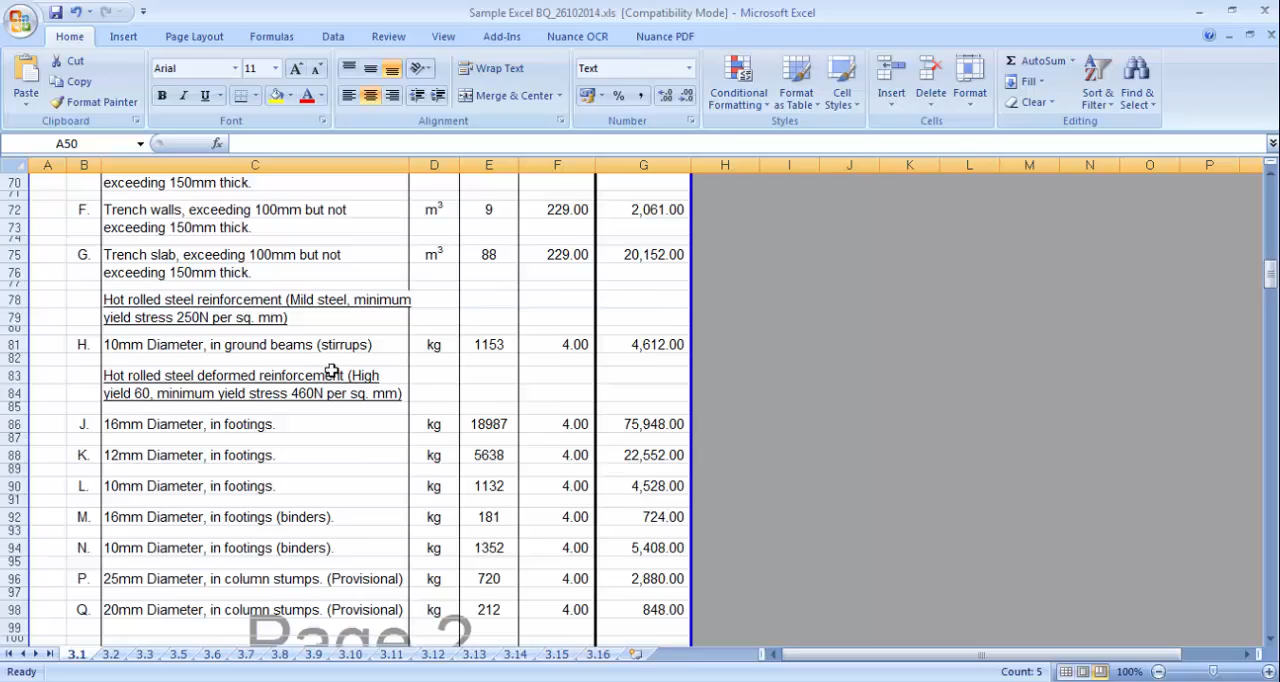 Sample Excel BQ_26102014.xls [Compatibility Mode] - Microsoft Excel
Home Insert Page Layout Formulas Data Review View Add-Ins Nuance OCR Nuance PDF
Cut
Copy
Format Painter
Paste
Clipboard
Arial 11
B I U
Font
Wrap Text
Merge & Center
Alignment
Text
% ,
Number
Conditional Formatting
Format as Table
Cell Styles
Styles
Insert Delete Format
Cells
Σ AutoSum
Fill
Clear
Sort & Filter
Find & Select
Editing
A50 fx
A B C D E F G H I J K L M N O P
70 exceeding 150mm thick.
71
72 F. Trench walls, exceeding 100mm but not m³ 9 229.00 2,061.00
73 exceeding 150mm thick.
74
75 G. Trench slab, exceeding 100mm but not m³ 88 229.00 20,152.00
76 exceeding 150mm thick.
77
78 Hot rolled steel reinforcement (Mild steel, minimum
79 yield stress 250N per sq. mm)
80
81 H. 10mm Diameter, in ground beams (stirrups) kg 1153 4.00 4,612.00
82
83 Hot rolled steel deformed reinforcement (High
84 yield 60, minimum yield stress 460N per sq. mm)
85
86 J. 16mm Diameter, in footings. kg 18987 4.00 75,948.00
87
88 K. 12mm Diameter, in footings. kg 5638 4.00 22,552.00
89
90 L. 10mm Diameter, in footings. kg 1132 4.00 4,528.00
91
92 M. 16mm Diameter, in footings (binders). kg 181 4.00 724.00
93
94 N. 10mm Diameter, in footings (binders). kg 1352 4.00 5,408.00
95
96 P. 25mm Diameter, in column stumps. (Provisional) kg 720 4.00 2,880.00
97
98 Q. 20mm Diameter, in column stumps. (Provisional) kg 212 4.00 848.00
99
100
Page 2
3.1 3.2 3.3 3.5 3.6 3.7 3.8 3.9 3.10 3.11 3.12 3.13 3.14 3.15 3.16
Ready Count: 5 100%